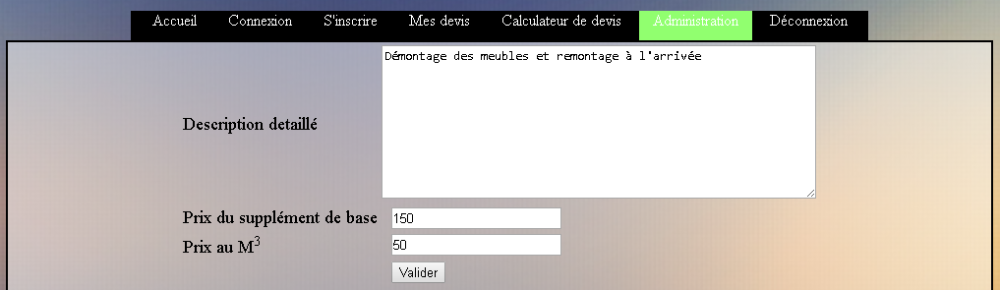 Accueil Connexion S'inscrire Mes devis Calculateur de devis Administration Déconnexion
Démontage des meubles et remontage à l'arrivée
Description detaillé
Prix du supplément de base 150
Prix au M³ 50
Valider